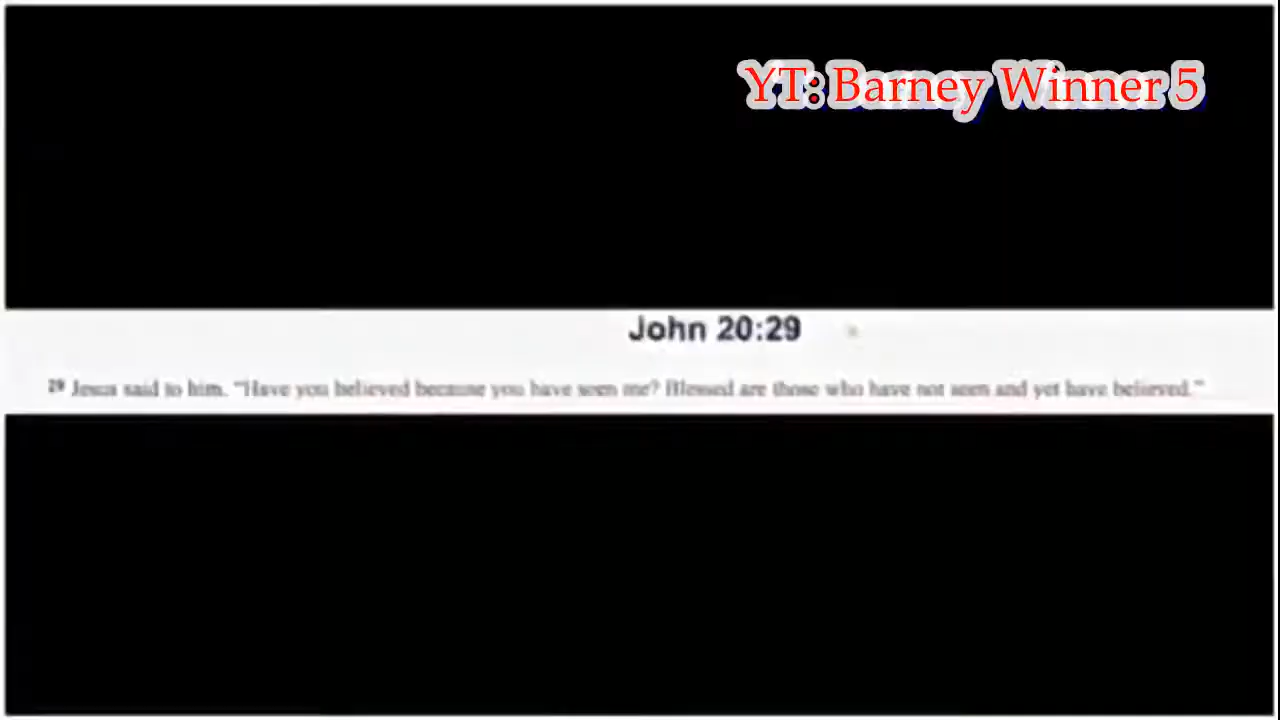 YT: Barney Winner 5
John 20:29
29 Jesus said to him, "Have you believed because you have seen me? Blessed are those who have not seen and yet have believed."